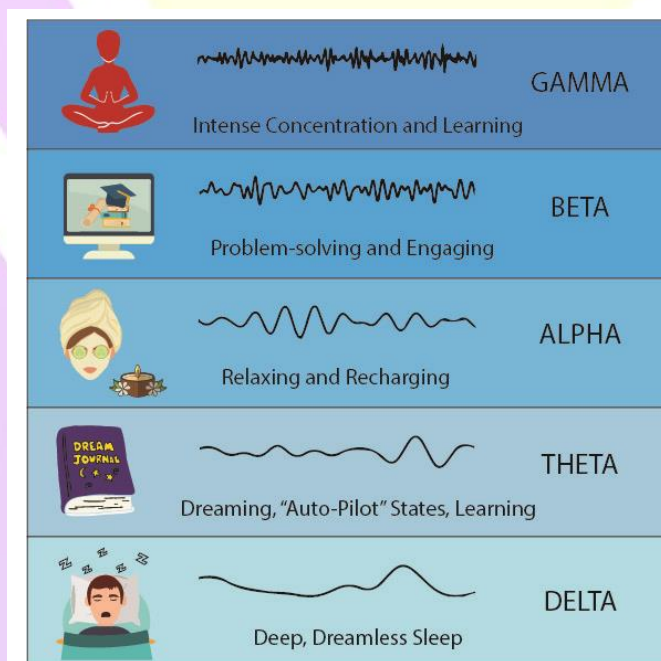 GAMMA
Intense Concentration and Learning
BETA
Problem-solving and Engaging
ALPHA
Relaxing and Recharging
DREAM
JOURNAL
THETA
Dreaming, “Auto-Pilot” States, Learning
Z Z Z Z Z
DELTA
Deep, Dreamless Sleep